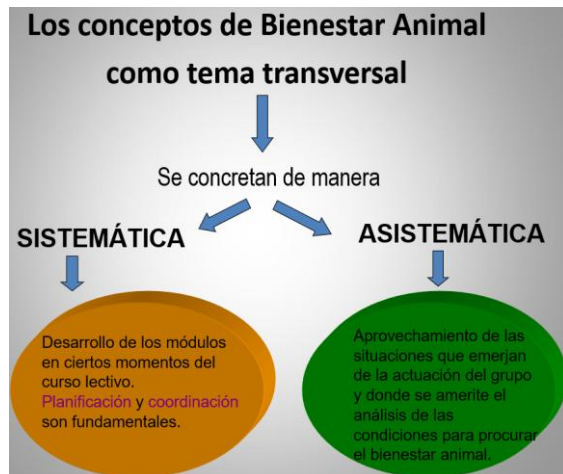 Los conceptos de Bienestar Animal
como tema transversal
Se concretan de manera
SISTEMÁTICA
ASISTEMÁTICA
Desarrollo de los módulos
en ciertos momentos del
curso lectivo.
Planificación y coordinación
son fundamentales.
Aprovechamiento de las
situaciones que emerjan
de la actuación del grupo
y donde se amerite el
análisis de las
condiciones para procurar
el bienestar animal.